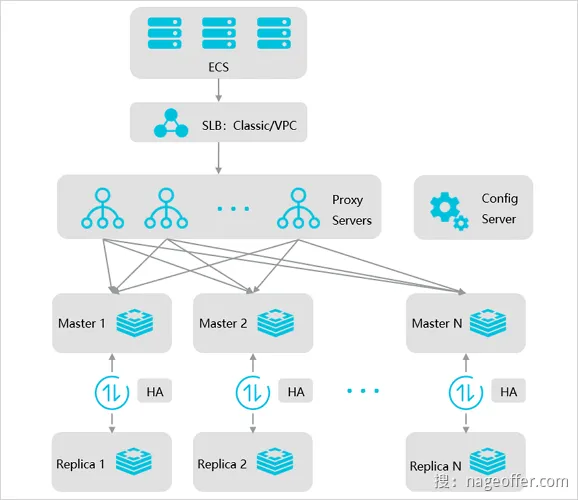 ECS
SLB：Classic/VPC
Proxy
Servers
Config
Server
Master 1
Master 2
Master N
HA
HA
HA
Replica 1
Replica 2
Replica N
搜：nageoffer.com